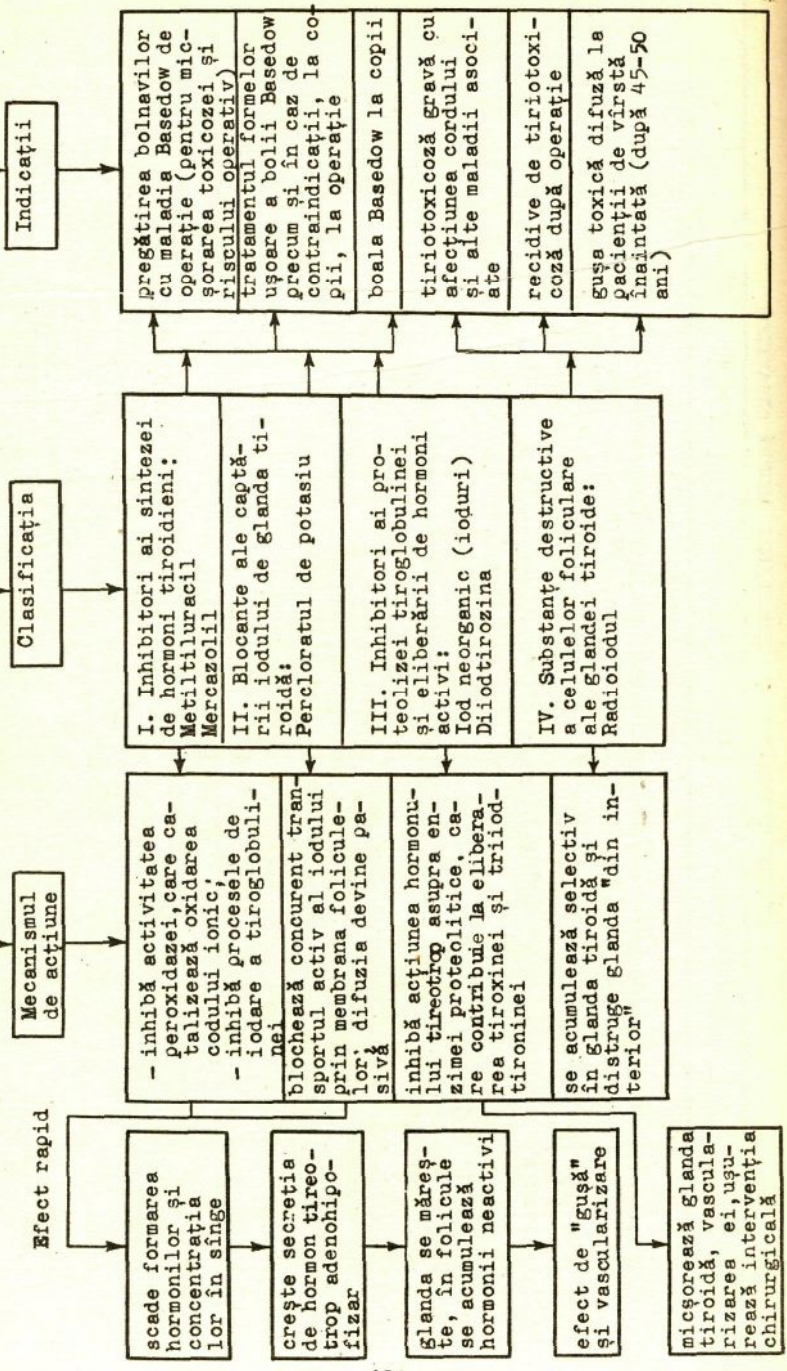 Efect rapid
scade formarea
hormonilor și
concentrația
lor în sînge
crește secreția
de hormon tireo-
trop adenohipo-
fizar
glanda se măreș-
te, în folicule
se acumulează
hormonii neactivi
efect de "gușă"
și vascularizare
micșorează glanda
tiroidă, vascula-
rizarea ei,ușu-
rează intervenția
chirurgicală
Mecanismul
de acțiune
- inhibă activitatea
peroxidazei,care ca-
talizează oxidarea
codului ionic;
- inhibă procesele de
iodare a tiroglobuli-
nei
blochează concurent tran-
sportul activ al iodului
prin membrana folicule-
lor, difuzia devine pa-
sivă
inhibă acțiunea hormonu-
lui tireotrop asupra en-
zimei proteolitice, ca-
re contribuie la elibera-
rea tiroxinei și triiod-
tironinei
se acumulează selectiv
în glanda tiroidă și
distruge glanda "din in-
terior"
Clasificația
I. Inhibitori ai sintezei
de hormoni tiroidieni:
Metiltiluracil
Mercazolil
II. Blocante ale captă-
rii iodului de glanda ti-
roidă:
Percloratul de potasiu
III. Inhibitori ai pro-
teolizei tiroglobulinei
și eliberării de hormoni
activi:
Iod neorganic (ioduri)
Diiodtirozina
IV. Substanțe destructive
a celulelor foliculare
ale glandei tiroide:
Radioiodul
Indicații
pregătirea bolnavilor
cu maladia Basedow de
operație (pentru mic-
șorarea toxicozei și
riscului operativ)
tratamentul formelor
ușoare a bolii Basedow
precum și în caz de
contraindicații, la co-
pii, la operație
boala Basedow la copii
tiriotoxicoză gravă cu
afecțiunea cordului
și alte maladii asoci-
ate
recidive de tiriotoxi-
coză după operație
gușa toxică difuză la
pacienții de vîrstă
înaintată (după 45-50
ani)